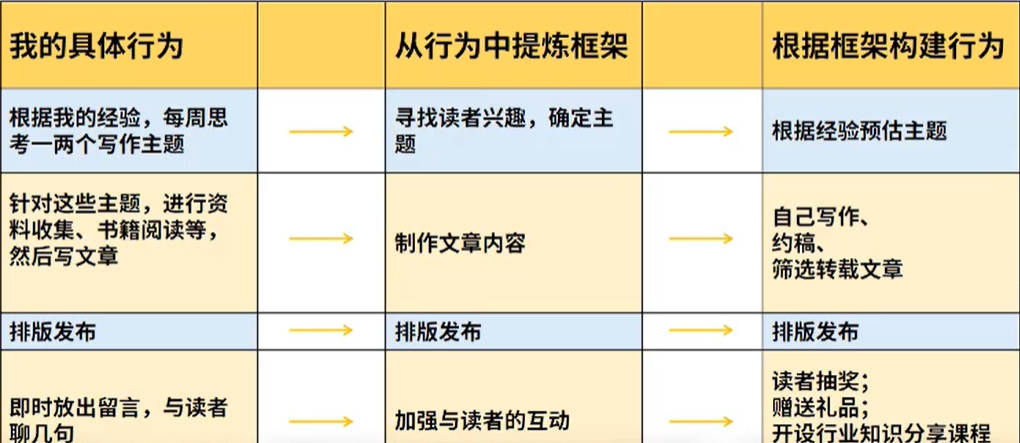 我的具体行为
从行为中提炼框架
根据框架构建行为
根据我的经验，每周思
考一两个写作主题
寻找读者兴趣，确定主
题
根据经验预估主题
针对这些主题，进行资
料收集、书籍阅读等，
然后写文章
制作文章内容
自己写作、
约稿、
筛选转载文章
排版发布
排版发布
排版发布
即时放出留言，与读者
聊几句
加强与读者的互动
读者抽奖；
赠送礼品；
开设行业知识分享课程